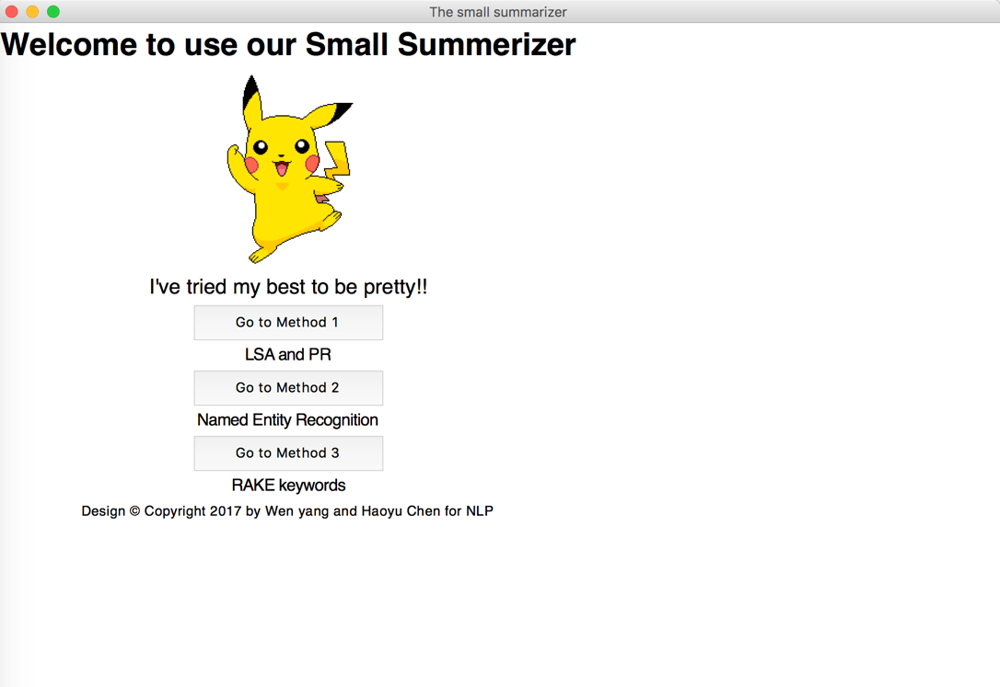 The small summarizer
Welcome to use our Small Summerizer
I've tried my best to be pretty!!
Go to Method 1
LSA and PR
Go to Method 2
Named Entity Recognition
Go to Method 3
RAKE keywords
Design © Copyright 2017 by Wen yang and Haoyu Chen for NLP